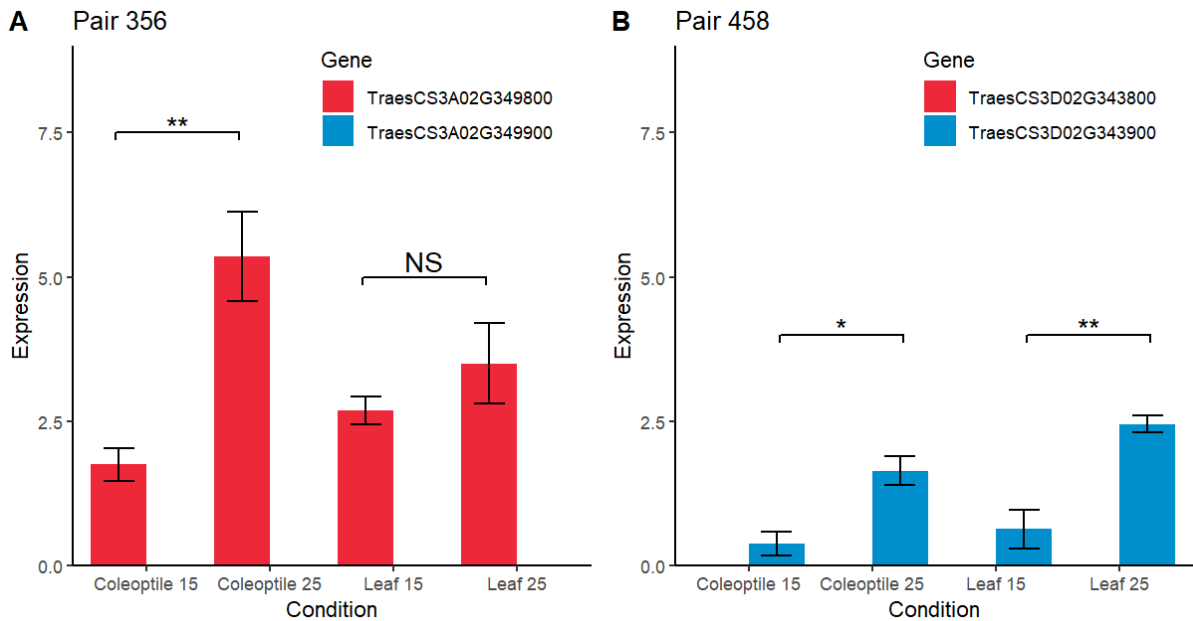 A Pair 356
Gene
TraesCS3A02G349800
TraesCS3A02G349900
**
NS
7.5
5.0
2.5
0.0
Expression
Coleoptile 15 Coleoptile 25 Leaf 15 Leaf 25
Condition
B Pair 458
Gene
TraesCS3D02G343800
TraesCS3D02G343900
*
**
7.5
5.0
2.5
0.0
Expression
Coleoptile 15 Coleoptile 25 Leaf 15 Leaf 25
Condition